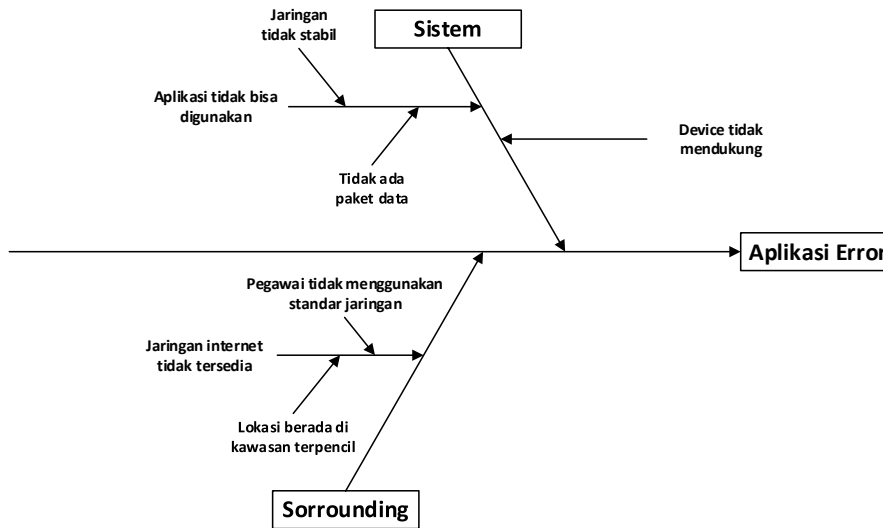 Jaringan
tidak stabil
Sistem
Aplikasi tidak bisa
digunakan
Device tidak
mendukung
Tidak ada
paket data
Aplikasi Error
Pegawai tidak menggunakan
standar jaringan
Jaringan internet
tidak tersedia
Lokasi berada di
kawasan terpencil
Sorrounding